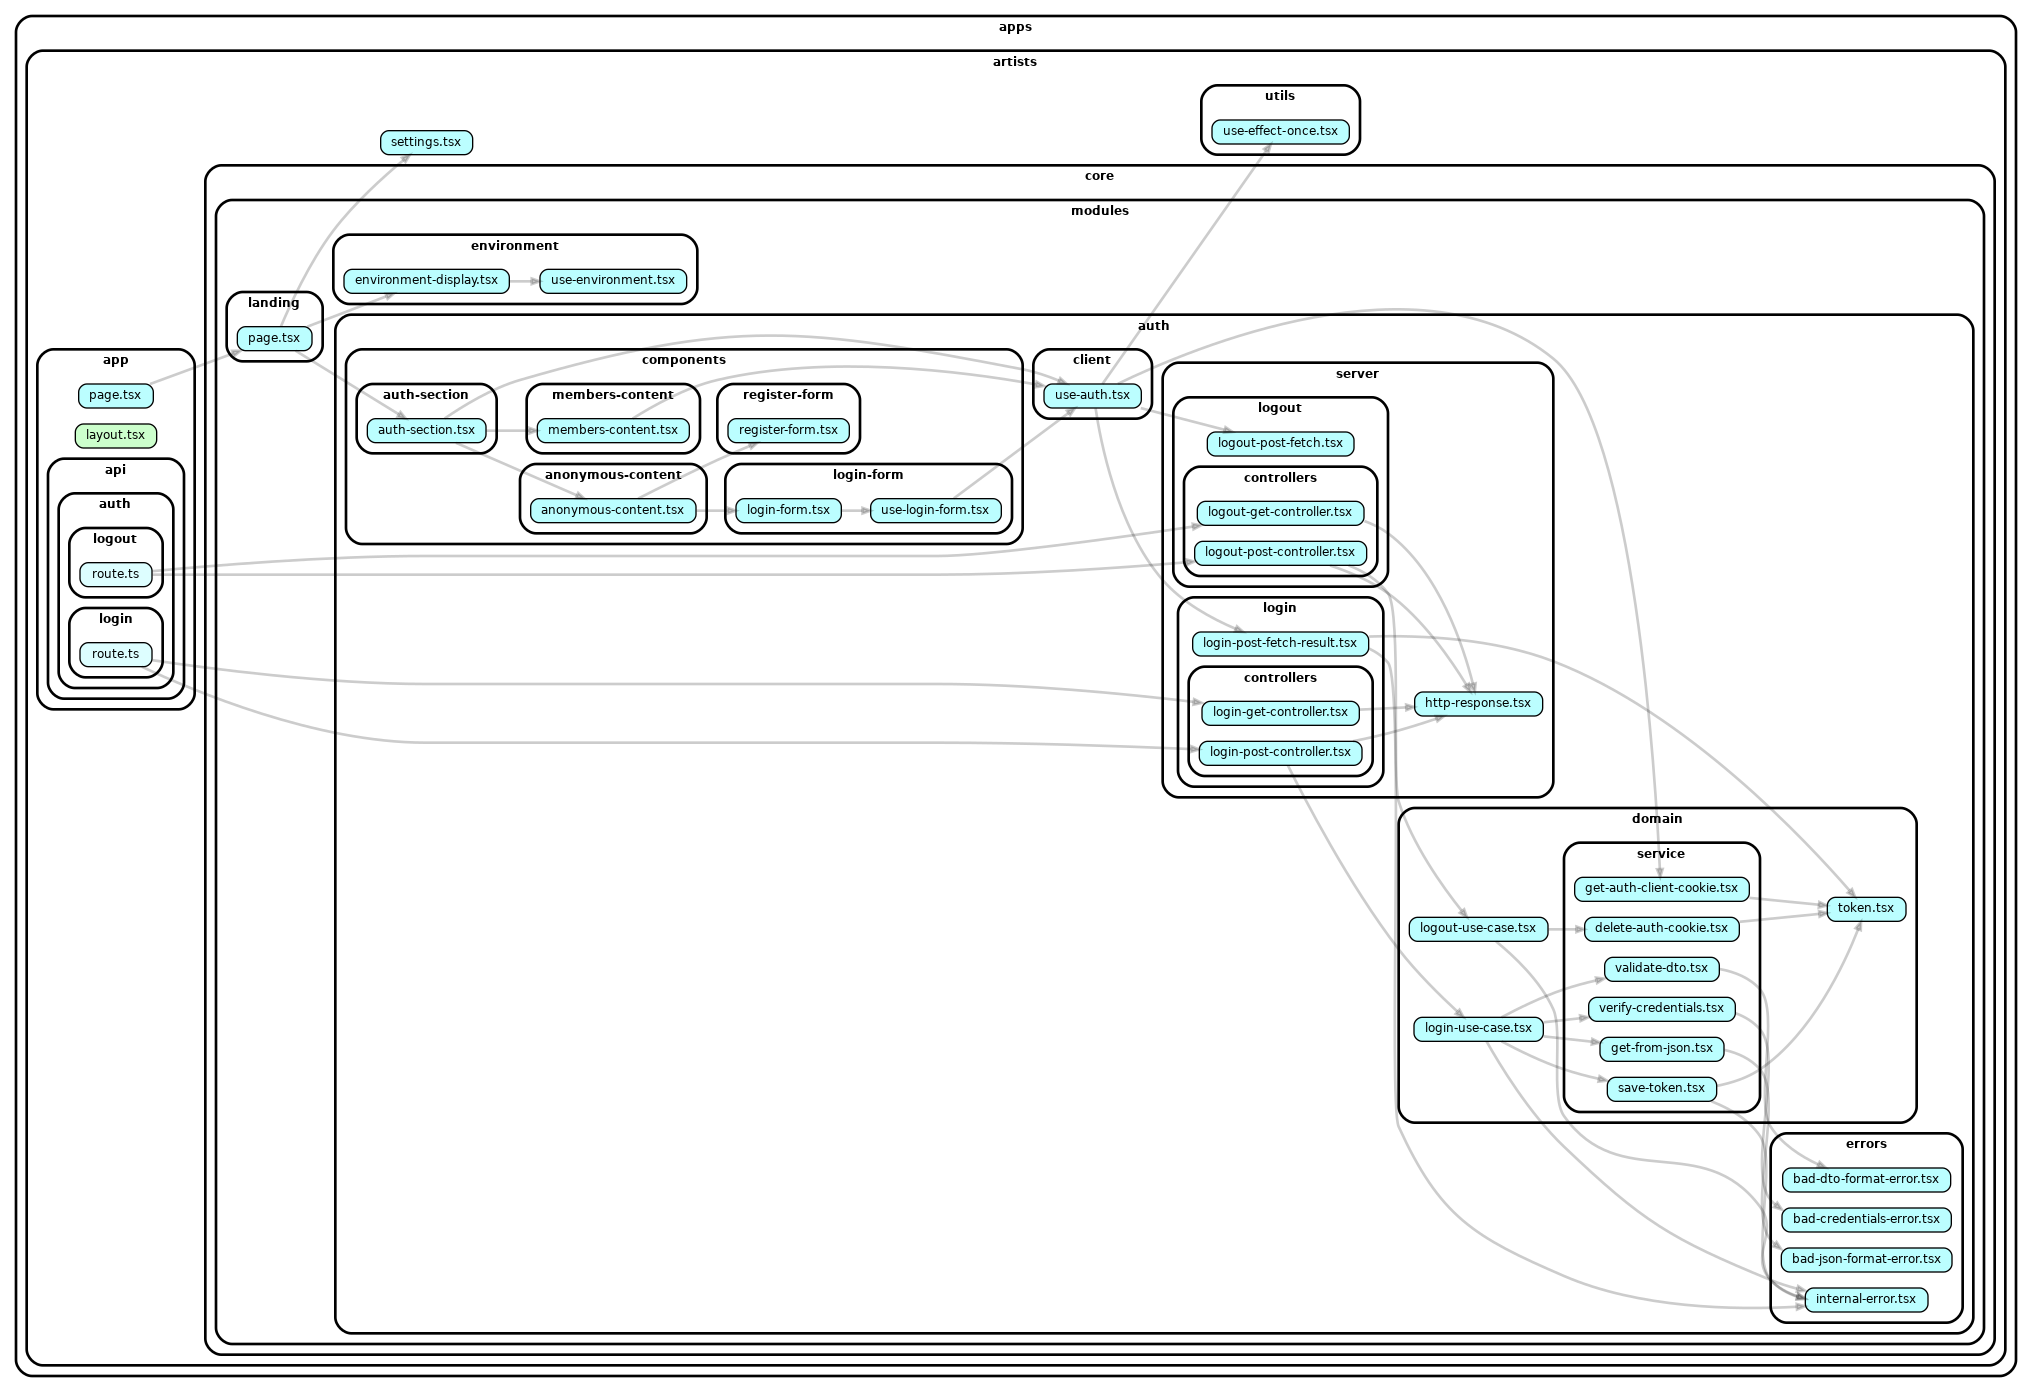 apps
artists
utils
use-effect-once.tsx
settings.tsx
core
modules
environment
environment-display.tsx
use-environment.tsx
landing
page.tsx
app
page.tsx
layout.tsx
api
auth
logout
route.ts
login
route.ts
auth
components
auth-section
auth-section.tsx
members-content
members-content.tsx
register-form
register-form.tsx
anonymous-content
anonymous-content.tsx
login-form
login-form.tsx
use-login-form.tsx
client
use-auth.tsx
server
logout
logout-post-fetch.tsx
controllers
logout-get-controller.tsx
logout-post-controller.tsx
login
login-post-fetch-result.tsx
controllers
login-get-controller.tsx
login-post-controller.tsx
http-response.tsx
domain
service
get-auth-client-cookie.tsx
delete-auth-cookie.tsx
validate-dto.tsx
verify-credentials.tsx
get-from-json.tsx
save-token.tsx
logout-use-case.tsx
login-use-case.tsx
token.tsx
errors
bad-dto-format-error.tsx
bad-credentials-error.tsx
bad-json-format-error.tsx
internal-error.tsx